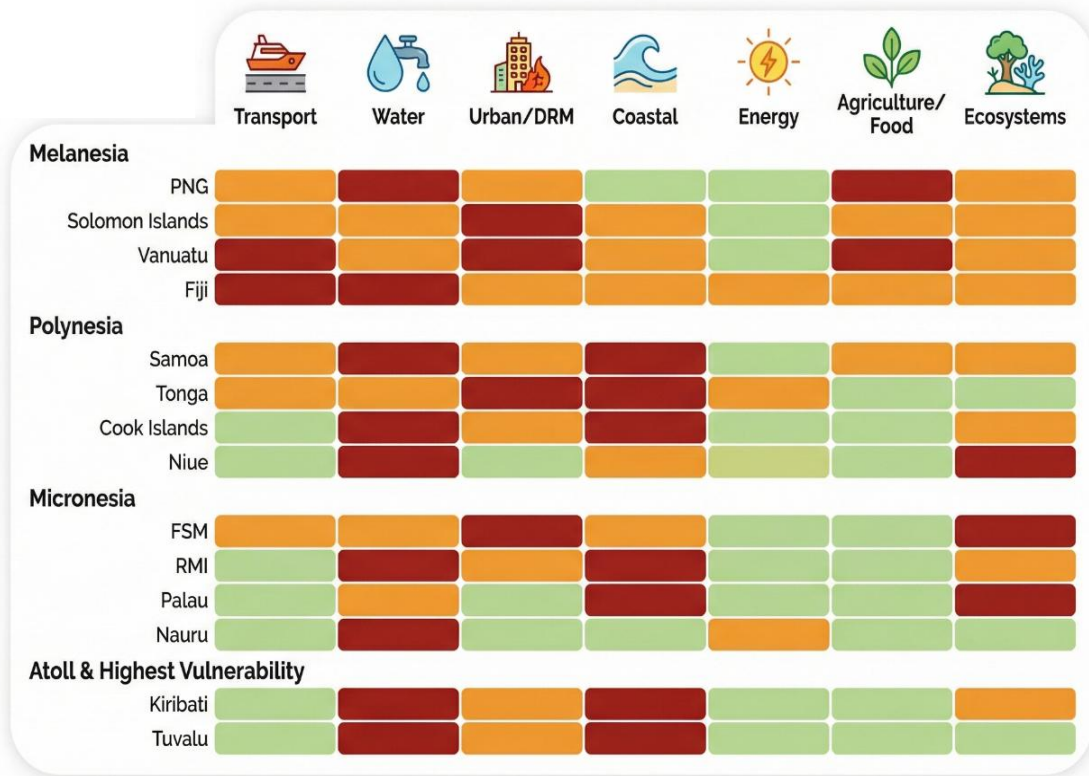 Transport
Water
Urban/DRM
Coastal
Energy
Agriculture/
Food
Ecosystems
Melanesia
PNG
Solomon Islands
Vanuatu
Fiji
Polynesia
Samoa
Tonga
Cook Islands
Niue
Micronesia
FSM
RMI
Palau
Nauru
Atoll & Highest Vulnerability
Kiribati
Tuvalu